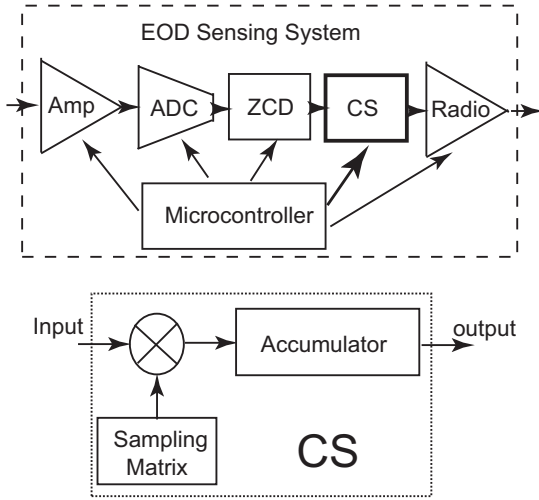 EOD Sensing System
Amp
ADC
ZCD
CS
Radio
Microcontroller
Input
Accumulator
output
Sampling
Matrix
CS